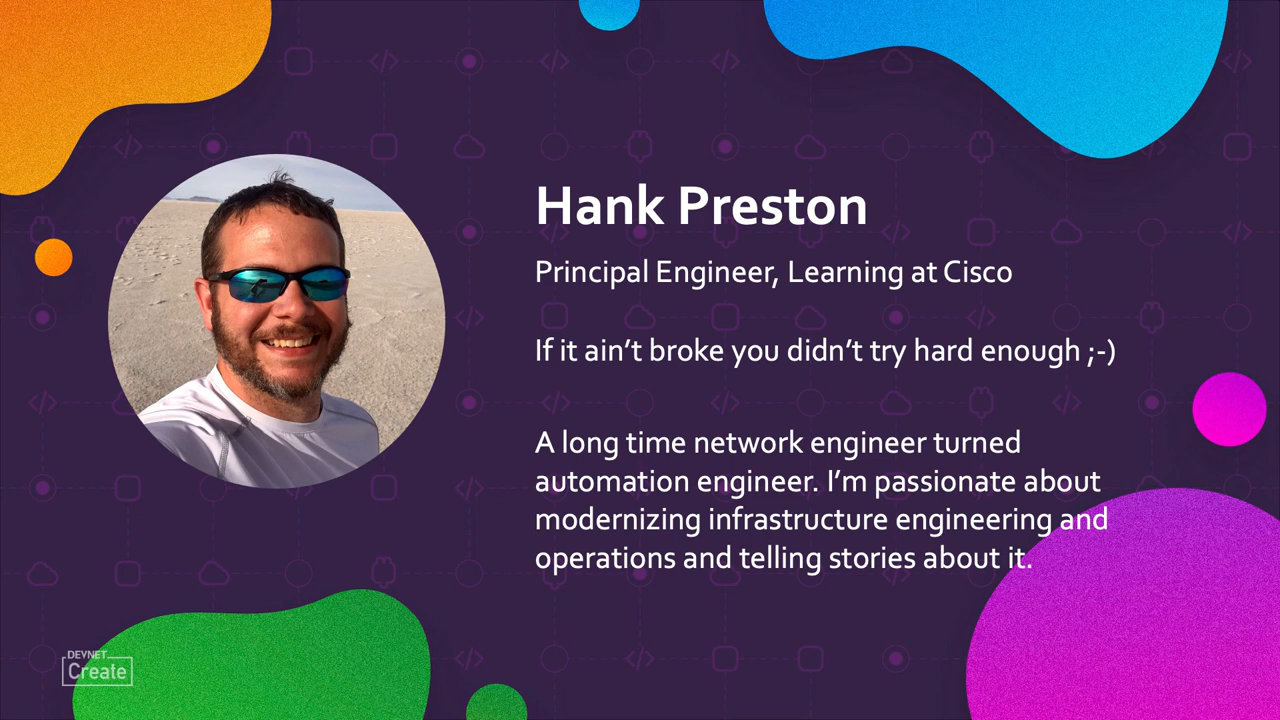 Hank Preston
Principal Engineer, Learning at Cisco
If it ain’t broke you didn’t try hard enough ;-)
A long time network engineer turned
automation engineer. I’m passionate about
modernizing infrastructure engineering and
operations and telling stories about it.
DEVNET
Create